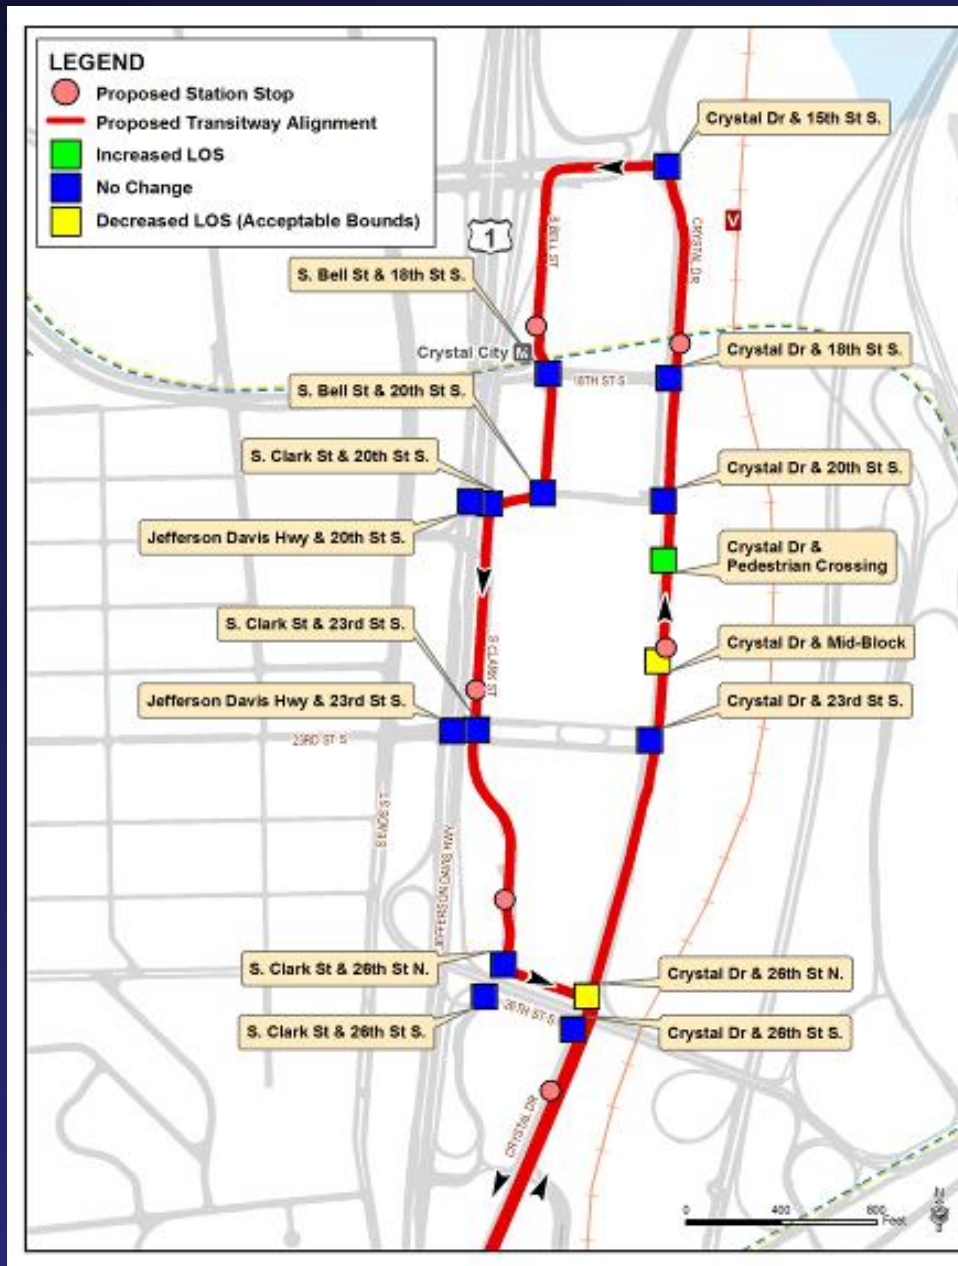 LEGEND
Proposed Station Stop
Proposed Transitway Alignment
Increased LOS
No Change
Decreased LOS (Acceptable Bounds)
Crystal Dr & 15th St S.
1
S BELL ST
CRYSTAL DR
V
S. Bell St & 18th St S.
Crystal City M
Crystal Dr & 18th St S.
18TH ST S
S. Bell St & 20th St S.
S. Clark St & 20th St S.
Crystal Dr & 20th St S.
Jefferson Davis Hwy & 20th St S.
Crystal Dr &
Pedestrian Crossing
S. Clark St & 23rd St S.
Crystal Dr & Mid-Block
S CLARK ST
Jefferson Davis Hwy & 23rd St S.
Crystal Dr & 23rd St S.
23RD ST S
S EADS ST
JEFFERSON DAVIS HWY
S. Clark St & 26th St N.
Crystal Dr & 26th St N.
26TH ST S
S. Clark St & 26th St S.
Crystal Dr & 26th St S.
CRYSTAL DR
0 400 800
Feet
N